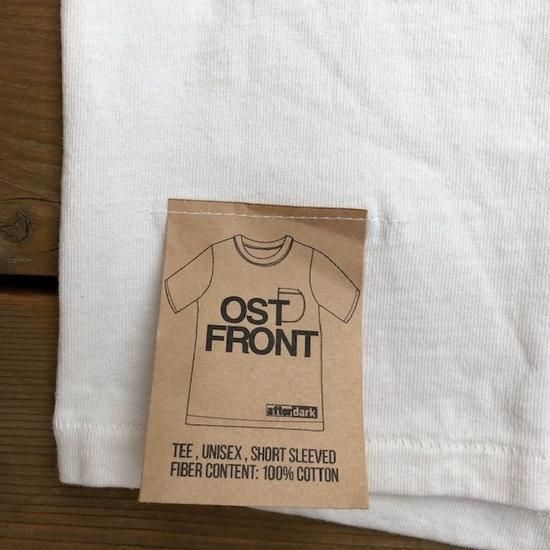 OST
FRONT
afterdark
TEE , UNISEX , SHORT SLEEVED
FIBER CONTENT: 100% COTTON